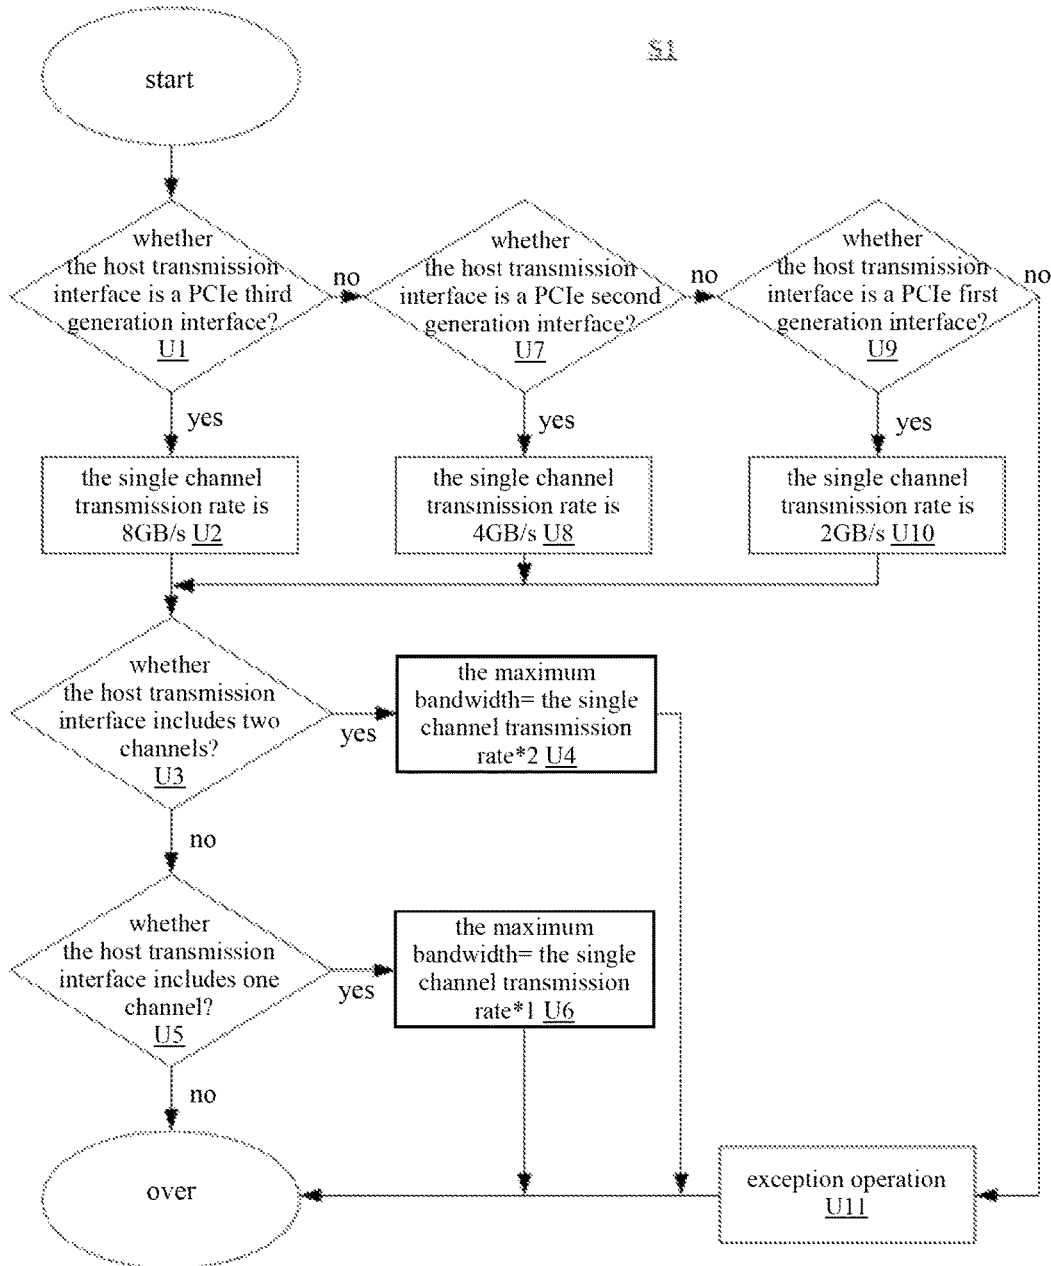 S1
start
whether
the host transmission
interface is a PCIe third
generation interface?
U1
no
whether
the host transmission
interface is a PCIe second
generation interface?
U7
no
whether
the host transmission
interface is a PCIe first
generation interface?
U9
no
yes
yes
yes
the single channel
transmission rate is
8GB/s U2
the single channel
transmission rate is
4GB/s U8
the single channel
transmission rate is
2GB/s U10
whether
the host transmission
interface includes two
channels?
U3
yes
the maximum
bandwidth= the single
channel transmission
rate*2 U4
no
whether
the host transmission
interface includes one
channel?
U5
yes
the maximum
bandwidth= the single
channel transmission
rate*1 U6
no
over
exception operation
U11